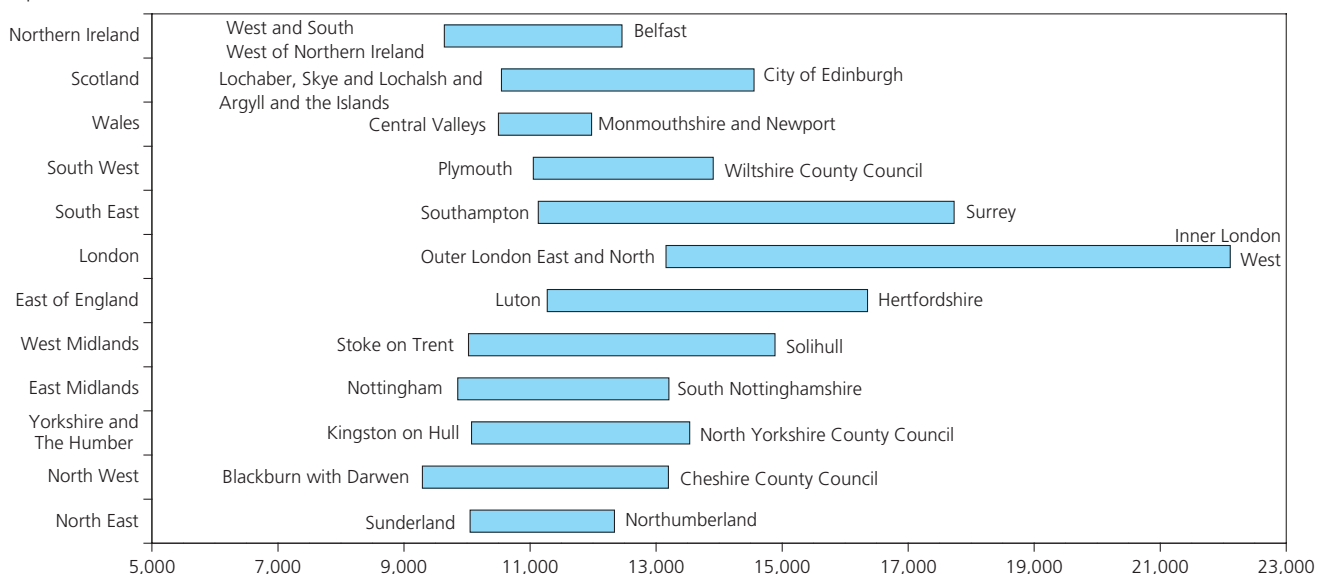 Northern Ireland
West and South
West of Northern Ireland
Belfast
Scotland
Lochaber, Skye and Lochalsh and
Argyll and the Islands
City of Edinburgh
Wales
Central Valleys
Monmouthshire and Newport
South West
Plymouth
Wiltshire County Council
South East
Southampton
Surrey
London
Outer London East and North
Inner London
West
East of England
Luton
Hertfordshire
West Midlands
Stoke on Trent
Solihull
East Midlands
Nottingham
South Nottinghamshire
Yorkshire and
The Humber
Kingston on Hull
North Yorkshire County Council
North West
Blackburn with Darwen
Cheshire County Council
North East
Sunderland
Northumberland
5,000 7,000 9,000 11,000 13,000 15,000 17,000 19,000 21,000 23,000